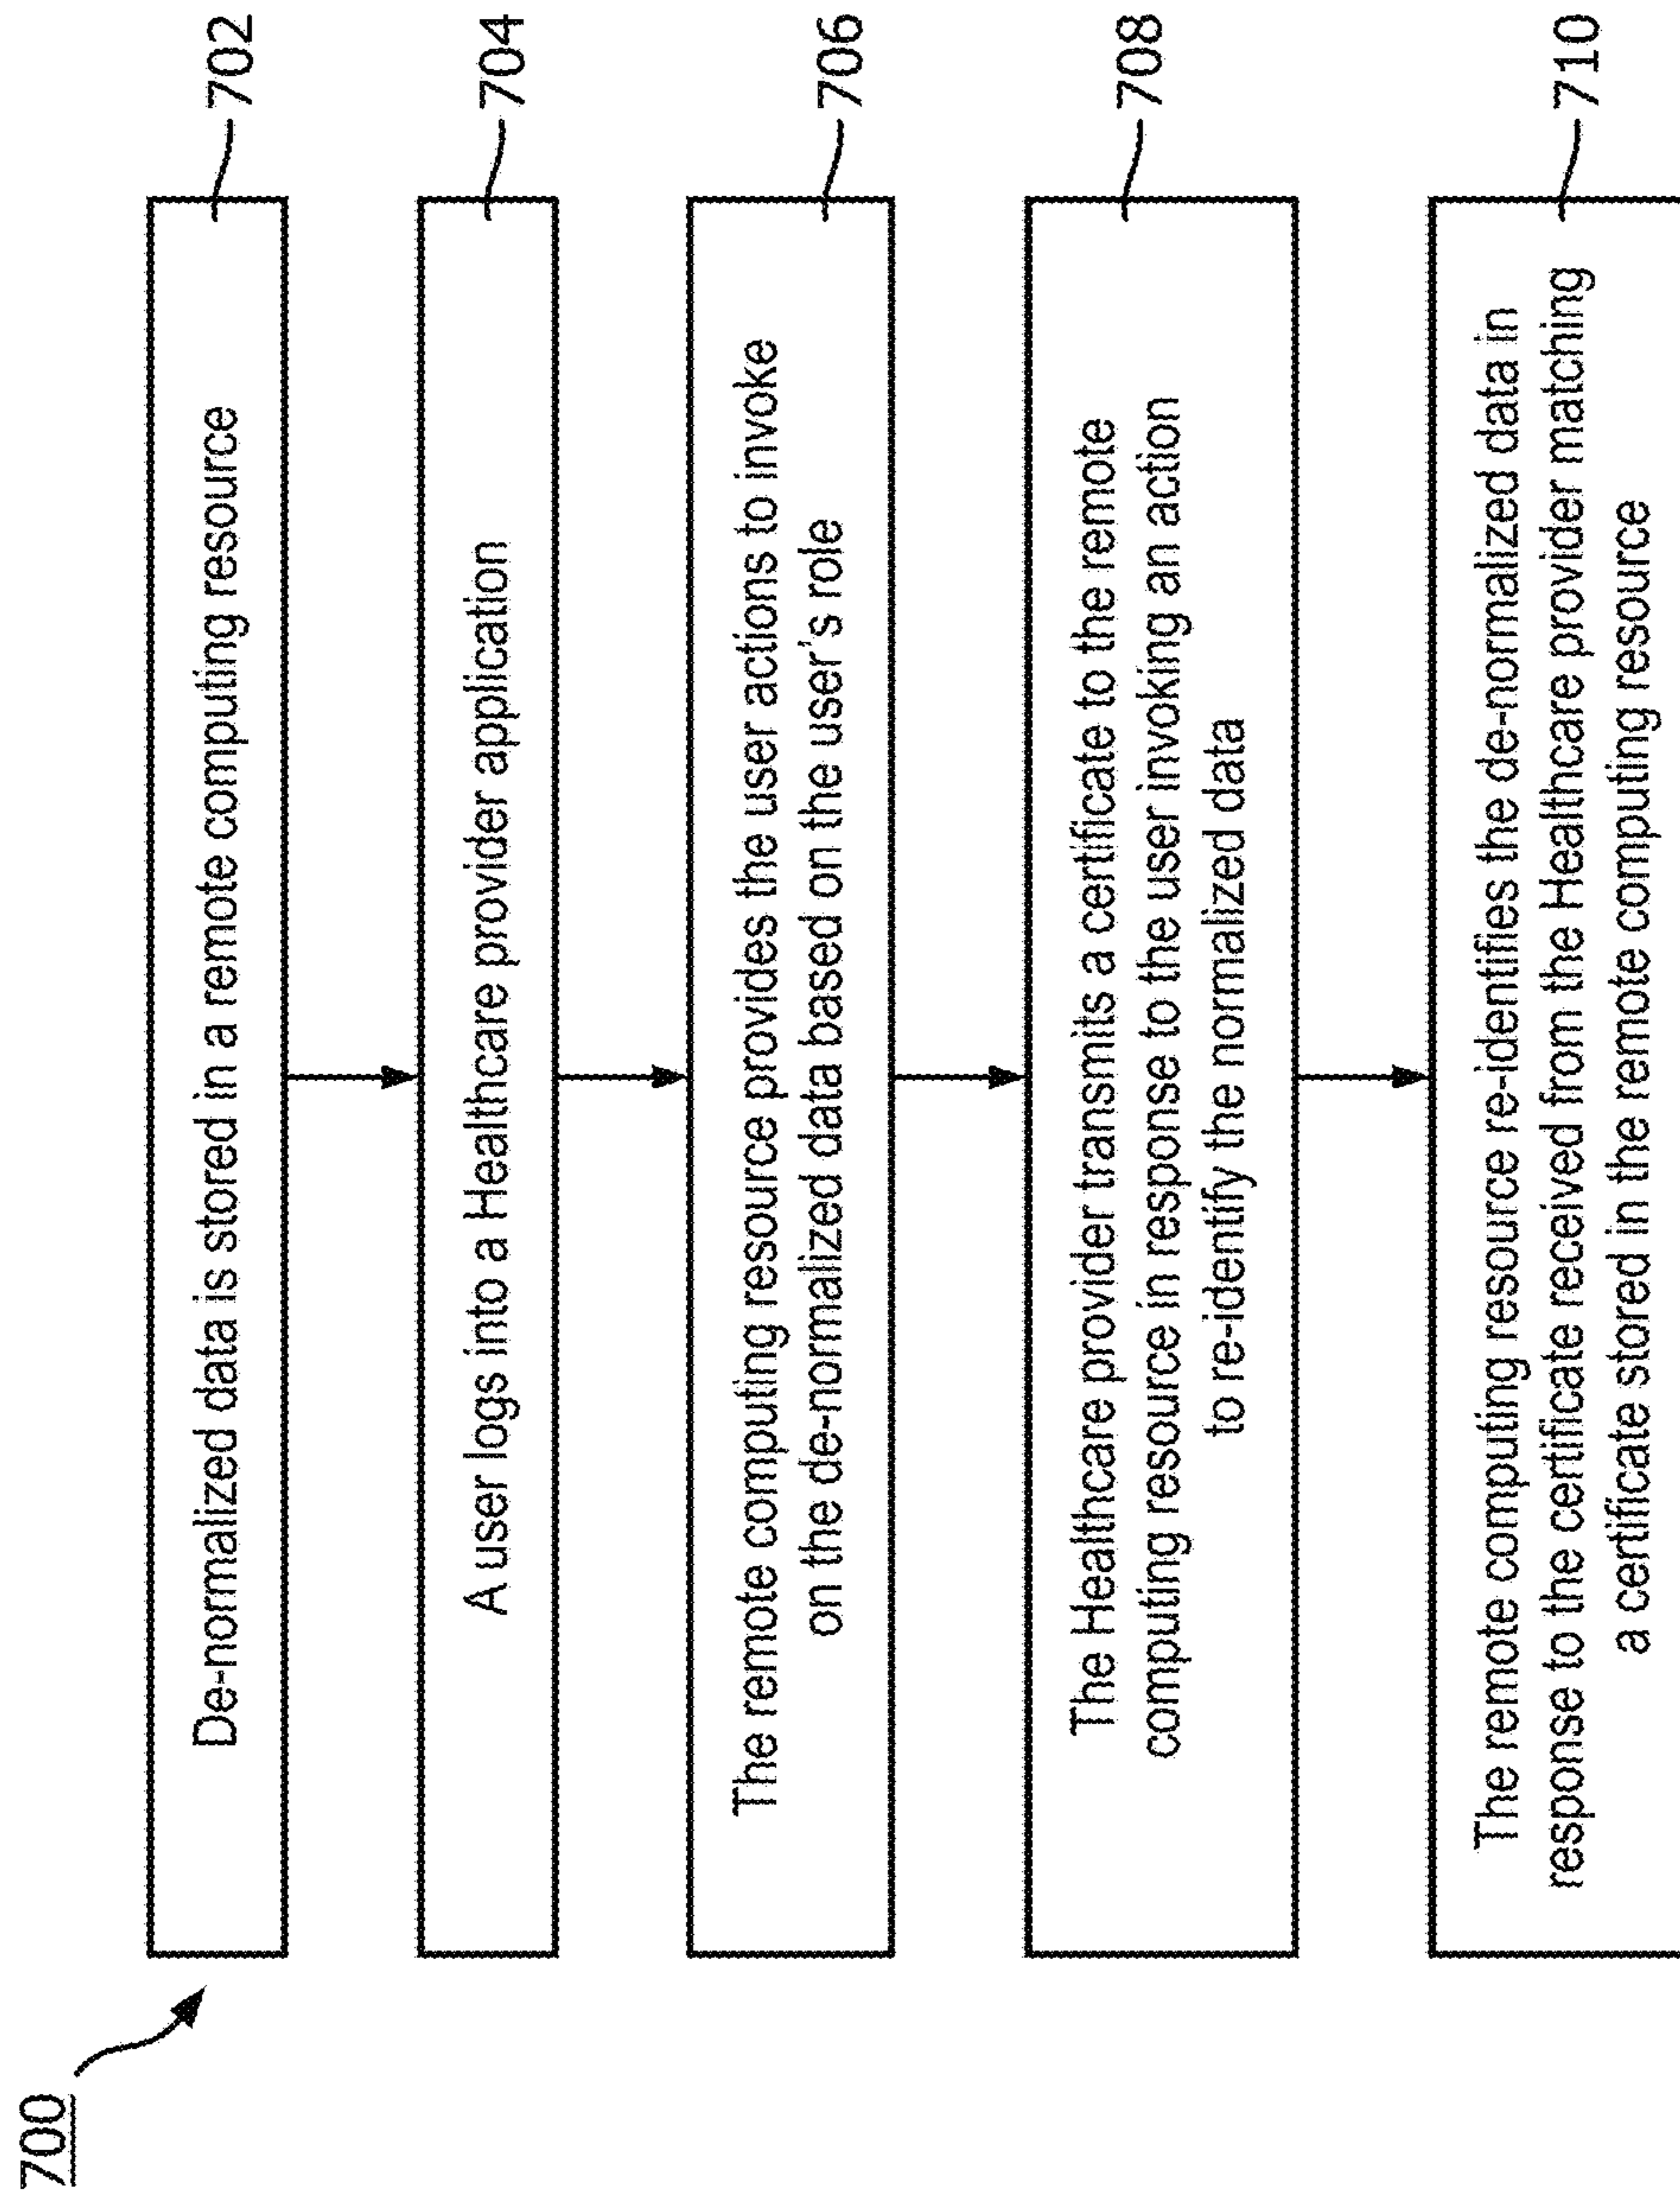 700
De-normalized data is stored in a remote computing resource
702
A user logs into a Healthcare provider application
704
The remote computing resource provides the user actions to invoke
on the de-normalized data based on the user's role
706
The Healthcare provider transmits a certificate to the remote
computing resource in response to the user invoking an action
to re-identify the normalized data
708
The remote computing resource re-identifies the de-normalized data in
response to the certificate received from the Healthcare provider matching
a certificate stored in the remote computing resource
710